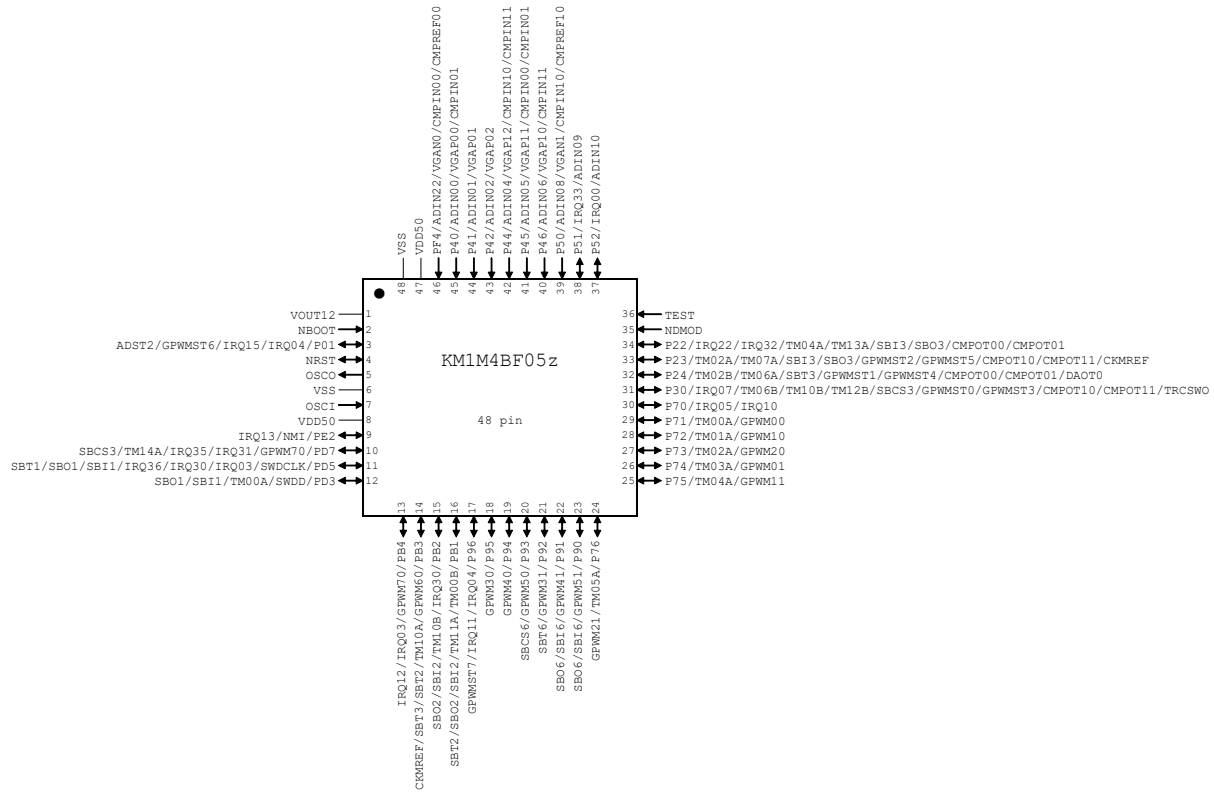 PF4/ADIN22/VGAN0/CMPIN00/CMPREF00
P40/ADIN00/VGAP00/CMPIN01
P41/ADIN01/VGAP01
P42/ADIN02/VGAP02
P44/ADIN04/VGAP12/CMPIN10/CMPIN11
P45/ADIN05/VGAP11/CMPIN00/CMPIN01
P46/ADIN06/VGAP10/CMPIN11
P50/ADIN08/VGAN1/CMPIN10/CMPREF10
P51/IRQ33/ADIN09
P52/IRQ00/ADIN10
VSS
VDD50
48
47
46
45
44
43
42
41
40
39
38
37
VOUT12 1
NBOOT 2
ADST2/GPWMST6/IRQ15/IRQ04/P01 3
NRST 4
OSCO 5
VSS 6
OSCI 7
VDD50 8
IRQ13/NMI/PE2 9
SBCS3/TM14A/IRQ35/IRQ31/GPWM70/PD7 10
SBT1/SBO1/SBI1/IRQ36/IRQ30/IRQ03/SWDCLK/PD5 11
SBO1/SBI1/TM00A/SWDD/PD3 12
KM1M4BF05z
48 pin
36 TEST
35 NDMOD
34 P22/IRQ22/IRQ32/TM04A/TM13A/SBI3/SBO3/CMPOT00/CMPOT01
33 P23/TM02A/TM07A/SBI3/SBO3/GPWMST2/GPWMST5/CMPOT10/CMPOT11/CKMREF
32 P24/TM02B/TM06A/SBT3/GPWMST1/GPWMST4/CMPOT00/CMPOT01/DAOT0
31 P30/IRQ07/TM06B/TM10B/TM12B/SBCS3/GPWMST0/GPWMST3/CMPOT10/CMPOT11/TRCSWO
30 P70/IRQ05/IRQ10
29 P71/TM00A/GPWM00
28 P72/TM01A/GPWM10
27 P73/TM02A/GPWM20
26 P74/TM03A/GPWM01
25 P75/TM04A/GPWM11
13
14
15
16
17
18
19
20
21
22
23
24
IRQ12/IRQ03/GPWM70/PB4
CKMREF/SBT3/SBT2/TM10A/GPWM60/PB3
SBO2/SBI2/TM10B/IRQ30/PB2
SBT2/SBO2/SBI2/TM11A/TM00B/PB1
GPWMST7/IRQ11/IRQ04/P96
GPWM30/P95
GPWM40/P94
SBCS6/GPWM50/P93
SBT6/GPWM31/P92
SBO6/SBI6/GPWM41/P91
SBO6/SBI6/GPWM51/P90
GPWM21/TM05A/P76